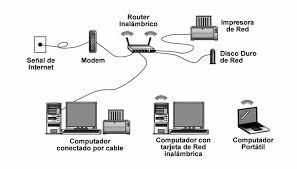 Router
Inalámbrico
Impresora
de Red
Señal de
Internet
Modem
Disco Duro
de Red
Computador
conectado por cable
Computador con
tarjeta de Red
inalámbrica
Computador
Portátil